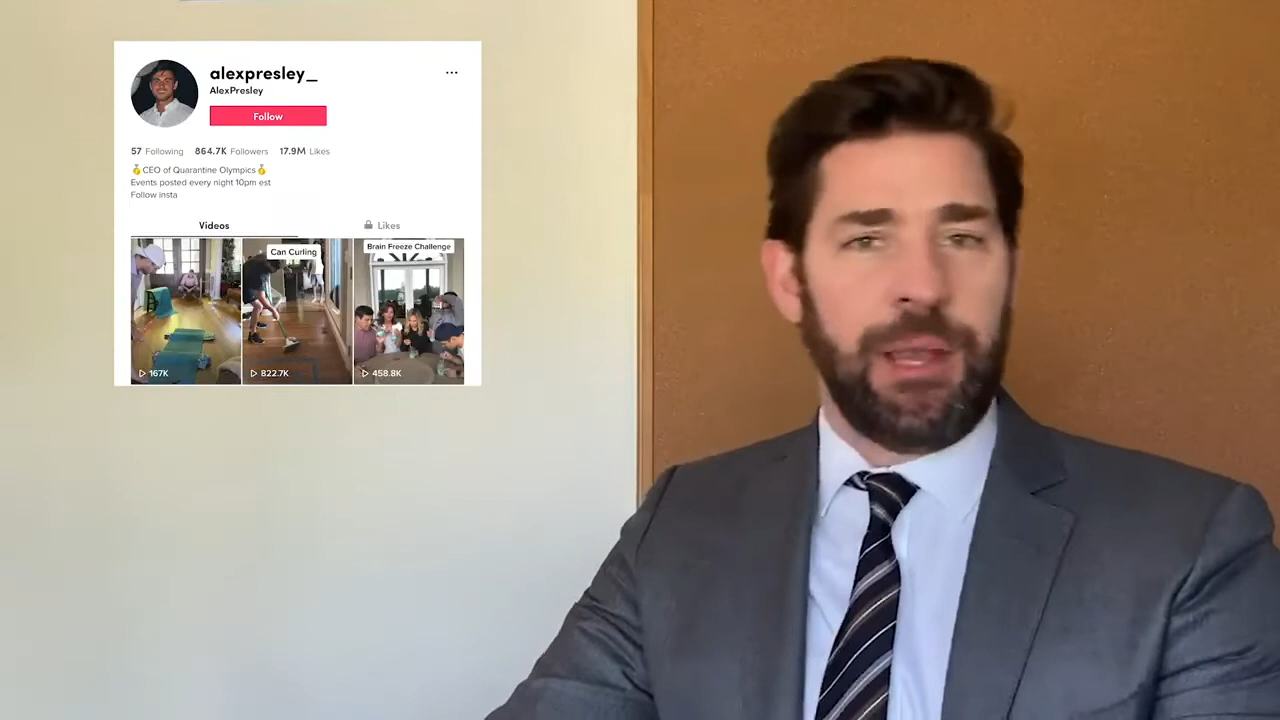 alexpresley_
AlexPresley
Follow
57 Following 864.7K Followers 17.9M Likes
🥇CEO of Quarantine Olympics🥇
Events posted every night 10pm est
Follow insta
Videos Likes
Can Curling
Brain Freeze Challenge
167K 822.7K 458.8K